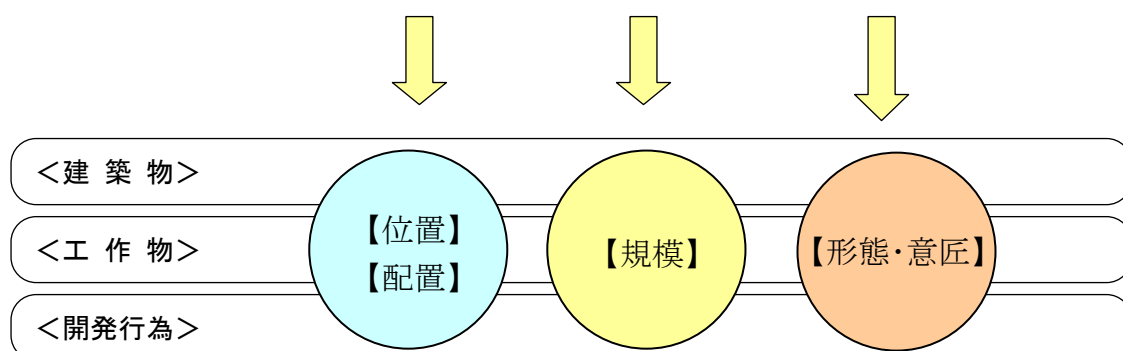 ＜建 築 物＞
＜工 作 物＞
＜開発行為＞
【位置】
【配置】
【規模】
【形態・意匠】